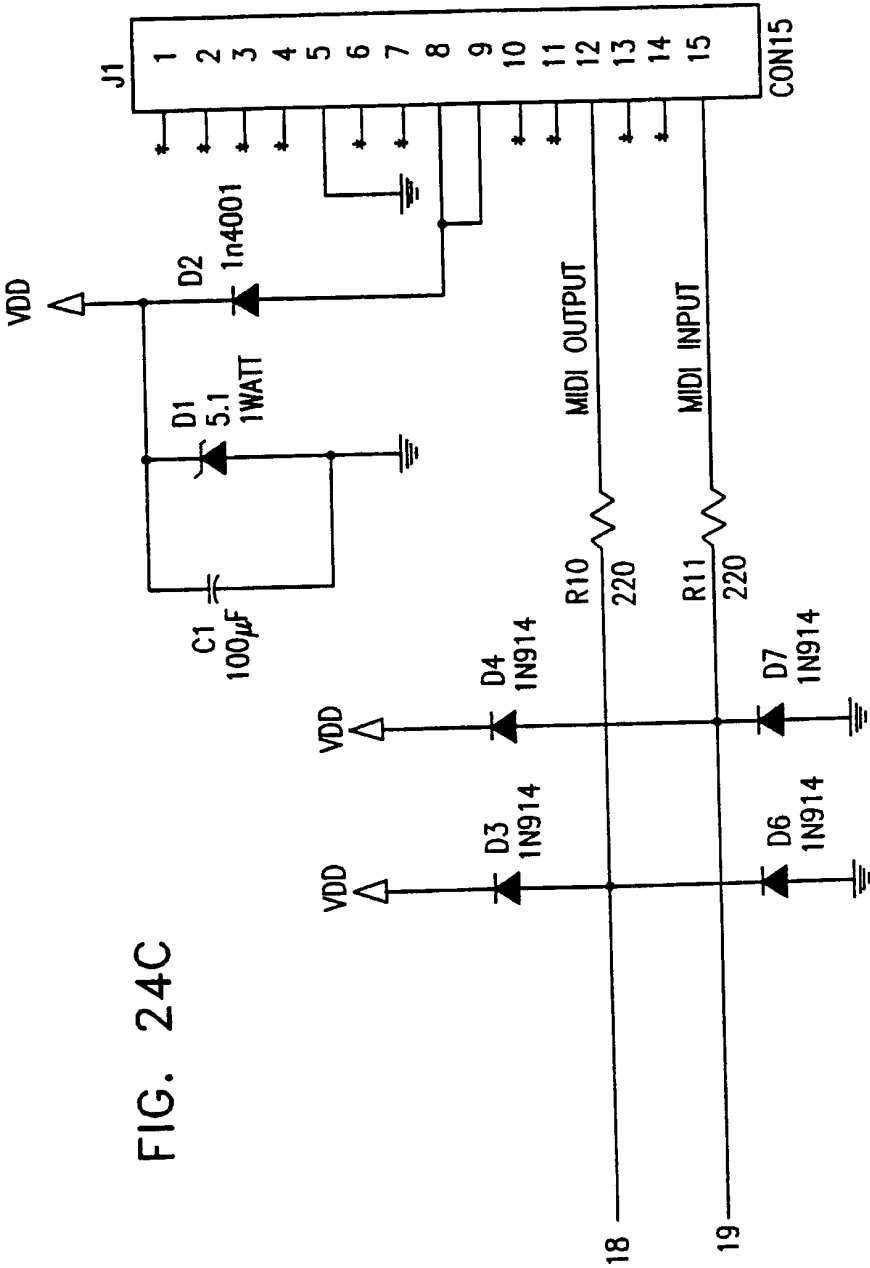 FIG. 24C
VDD
D2
1n4001
D1
5.1
1WATT
C1
100µF
J1
1
2
3
4
5
6
7
8
9
10
11
12
13
14
15
CON15
*
*
*
*
*
*
*
*
*
*
MIDI OUTPUT
MIDI INPUT
R10
220
R11
220
VDD
D4
1N914
VDD
D3
1N914
D7
1N914
D6
1N914
18
19